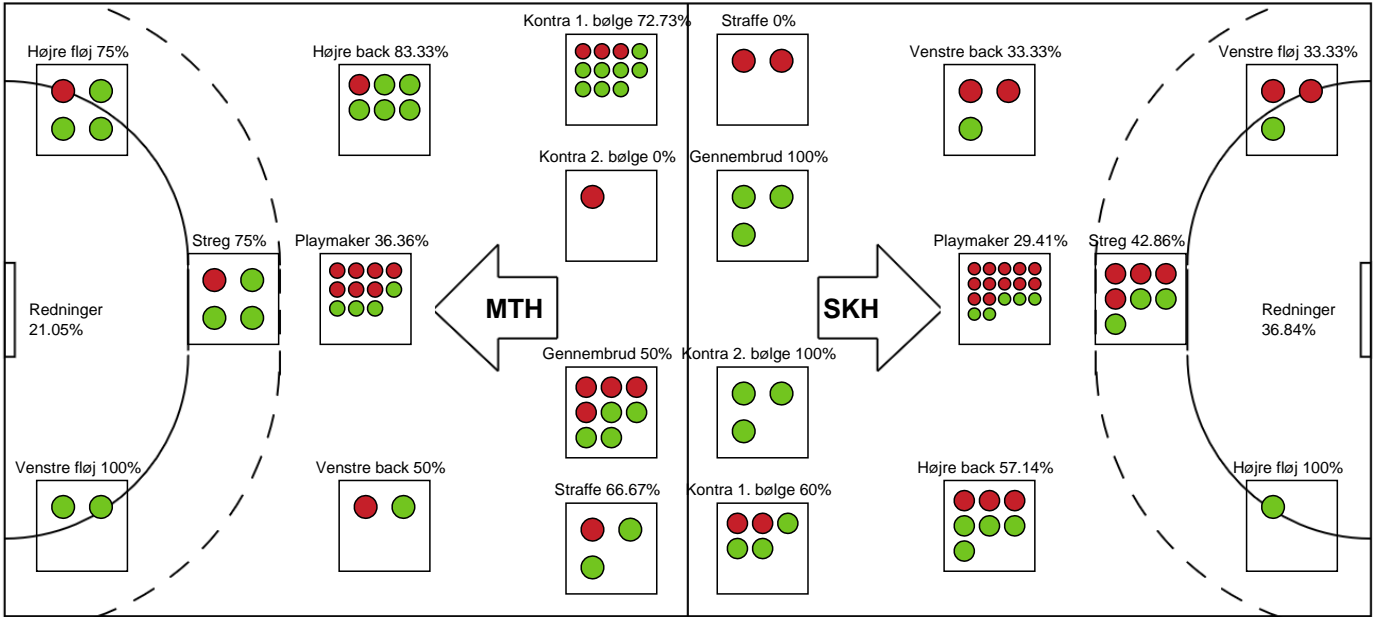 Kontra 1. bølge 72.73%
Straffe 0%
Højre fløj 75%
Højre back 83.33%
Venstre back 33.33%
Venstre fløj 33.33%
Kontra 2. bølge 0%
Gennembrud 100%
Streg 75%
Playmaker 36.36%
Playmaker 29.41%
Streg 42.86%
Redninger
21.05%
MTH
SKH
Redninger
36.84%
Gennembrud 50%
Kontra 2. bølge 100%
Venstre fløj 100%
Venstre back 50%
Straffe 66.67%
Kontra 1. bølge 60%
Højre back 57.14%
Højre fløj 100%